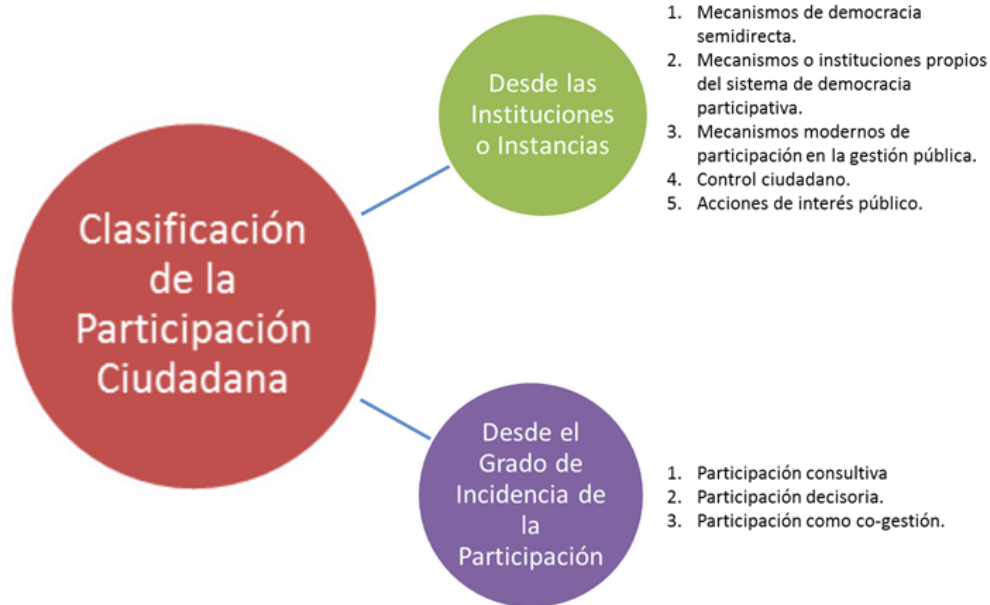 Clasificación
de la
Participación
Ciudadana
Desde las
Instituciones
o Instancias
1. Mecanismos de democracia
semidirecta.
2. Mecanismos o instituciones propios
del sistema de democracia
participativa.
3. Mecanismos modernos de
participación en la gestión pública.
4. Control ciudadano.
5. Acciones de interés público.
Desde el
Grado de
Incidencia de
la
Participación
1. Participación consultiva
2. Participación decisoria.
3. Participación como co-gestión.